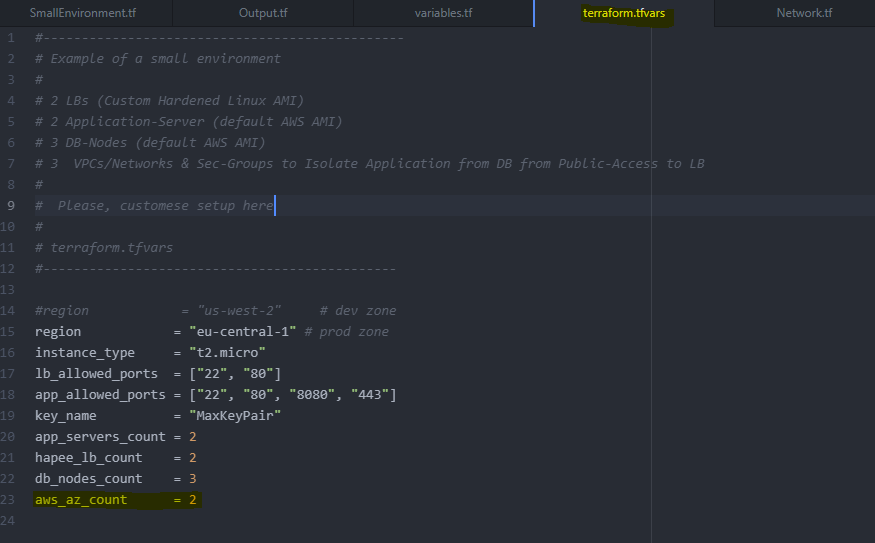 SmallEnvironment.tf Output.tf variables.tf terraform.tfvars Network.tf
1 #-----------------------------------------------
2 # Example of a small environment
3 #
4 # 2 LBs (Custom Hardened Linux AMI)
5 # 2 Application-Server (default AWS AMI)
6 # 3 DB-Nodes (default AWS AMI)
7 # 3  VPCs/Networks & Sec-Groups to Isolate Application from DB from Public-Access to LB
8 #
9 #  Please, customese setup here
10 #
11 # terraform.tfvars
12 #----------------------------------------------
13
14 #region            = "us-west-2"     # dev zone
15 region            = "eu-central-1" # prod zone
16 instance_type     = "t2.micro"
17 lb_allowed_ports  = ["22", "80"]
18 app_allowed_ports = ["22", "80", "8080", "443"]
19 key_name          = "MaxKeyPair"
20 app_servers_count = 2
21 hapee_lb_count    = 2
22 db_nodes_count    = 3
23 aws_az_count      = 2
24